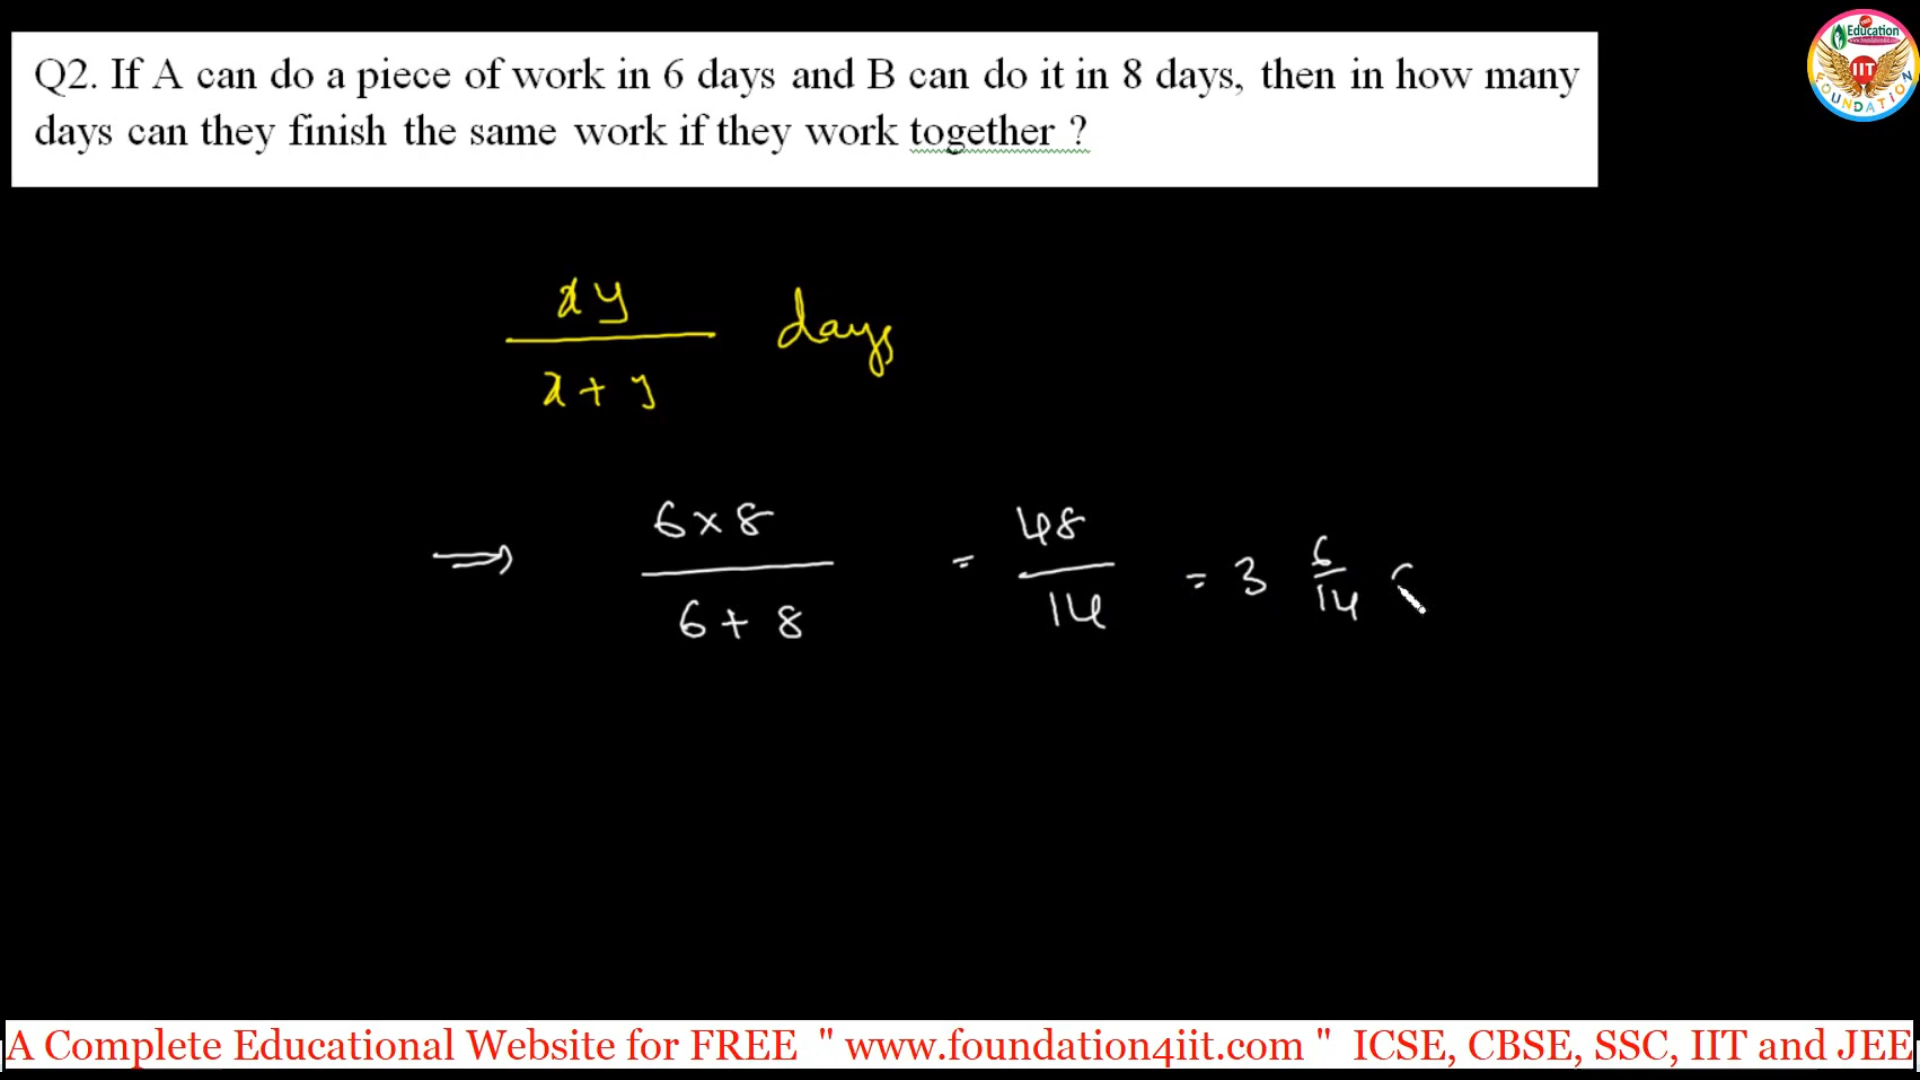 Q2. If A can do a piece of work in 6 days and B can do it in 8 days, then in how many
days can they finish the same work if they work together ?
Education
IIT
FOUNDATION
xy
x + y
days
⇒ 6 × 8
6 + 8
= 48
14
= 3 6
14
A Complete Educational Website for FREE " www.foundation4iit.com " ICSE, CBSE, SSC, IIT and JEE